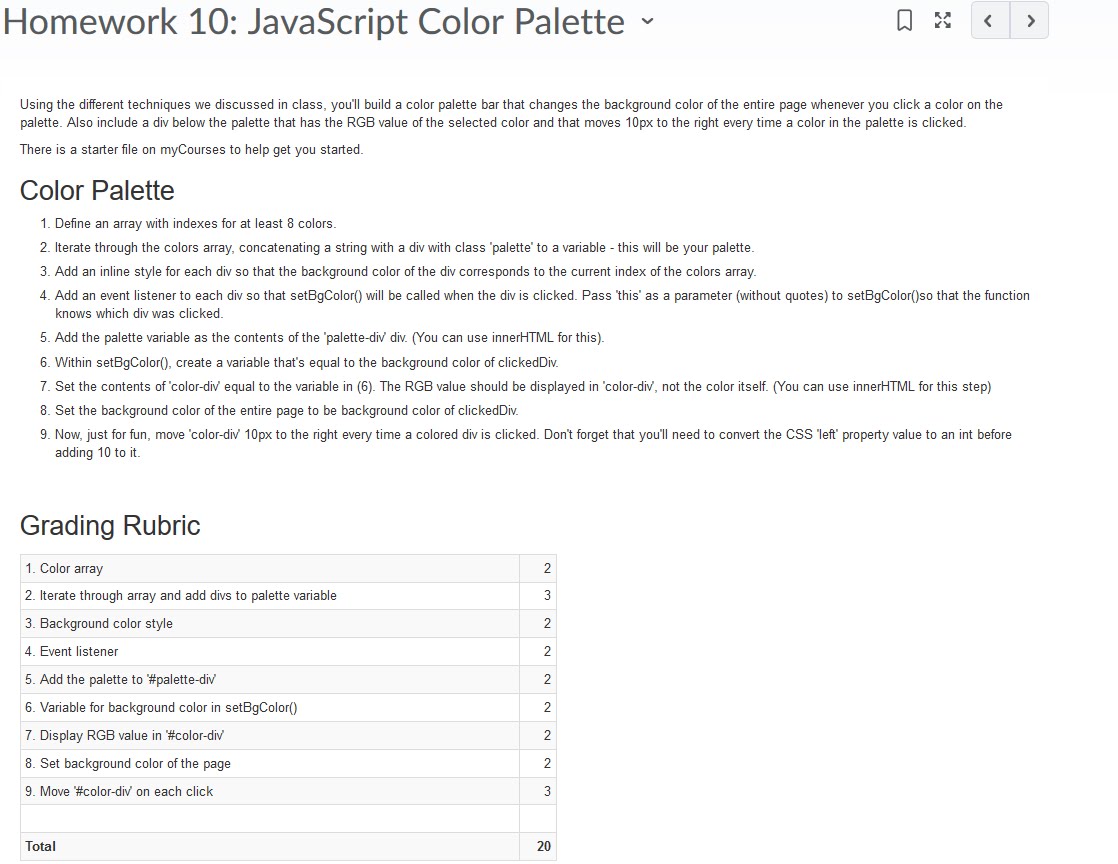 Homework 10: JavaScript Color Palette
Using the different techniques we discussed in class, you'll build a color palette bar that changes the background color of the entire page whenever you click a color on the
palette. Also include a div below the palette that has the RGB value of the selected color and that moves 10px to the right every time a color in the palette is clicked.
There is a starter file on myCourses to help get you started.
Color Palette
1. Define an array with indexes for at least 8 colors.
2. Iterate through the colors array, concatenating a string with a div with class 'palette' to a variable - this will be your palette.
3. Add an inline style for each div so that the background color of the div corresponds to the current index of the colors array.
4. Add an event listener to each div so that setBgColor() will be called when the div is clicked. Pass 'this' as a parameter (without quotes) to setBgColor()so that the function
knows which div was clicked.
5. Add the palette variable as the contents of the 'palette-div' div. (You can use innerHTML for this).
6. Within setBgColor(), create a variable that's equal to the background color of clickedDiv.
7. Set the contents of 'color-div' equal to the variable in (6). The RGB value should be displayed in 'color-div', not the color itself. (You can use innerHTML for this step)
8. Set the background color of the entire page to be background color of clickedDiv.
9. Now, just for fun, move 'color-div' 10px to the right every time a colored div is clicked. Don't forget that you'll need to convert the CSS 'left' property value to an int before
adding 10 to it.
Grading Rubric
1. Color array 2
2. Iterate through array and add divs to palette variable 3
3. Background color style 2
4. Event listener 2
5. Add the palette to '#palette-div' 2
6. Variable for background color in setBgColor() 2
7. Display RGB value in '#color-div' 2
8. Set background color of the page 2
9. Move '#color-div' on each click 3
Total 20